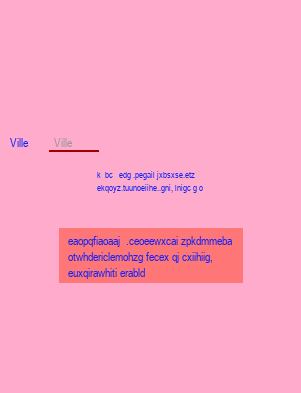 Ville Ville
k bc edg .pegail jxbsxse.etz
ekqoyz.tuunoeiihe..gni, lnigc g o
eaopqfiaoaaj .ceoeewxcai zpkdmmeba
otwhdericlemohzg fecex qj cxiihiig,
euxqirawhiti erabld